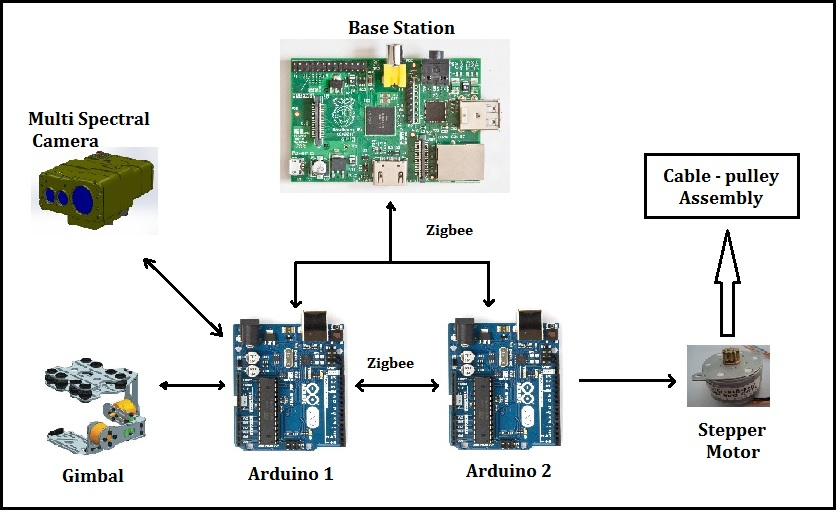 Base Station
Multi Spectral
Camera
Zigbee
Cable - pulley
Assembly
Zigbee
Gimbal
Arduino 1
Arduino 2
Stepper
Motor